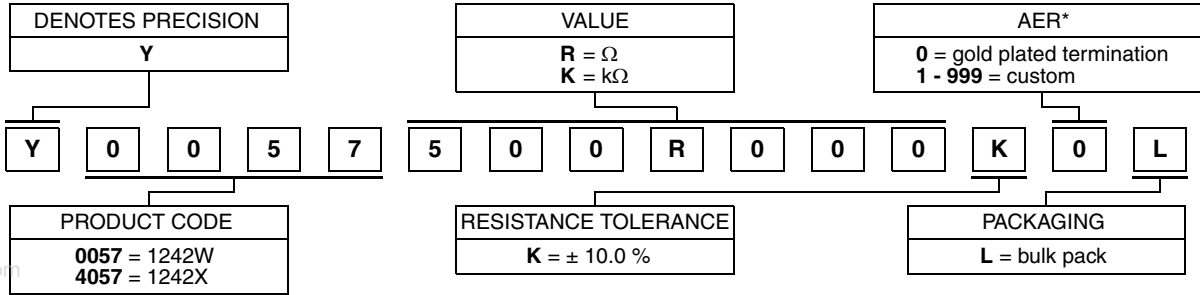 DENOTES PRECISION
Y
VALUE
R = Ω
K = kΩ
AER*
0 = gold plated termination
1 - 999 = custom
Y 0 0 5 7 5 0 0 R 0 0 0 K 0 L
PRODUCT CODE
0057 = 1242W
4057 = 1242X
RESISTANCE TOLERANCE
K = ± 10.0 %
PACKAGING
L = bulk pack
om